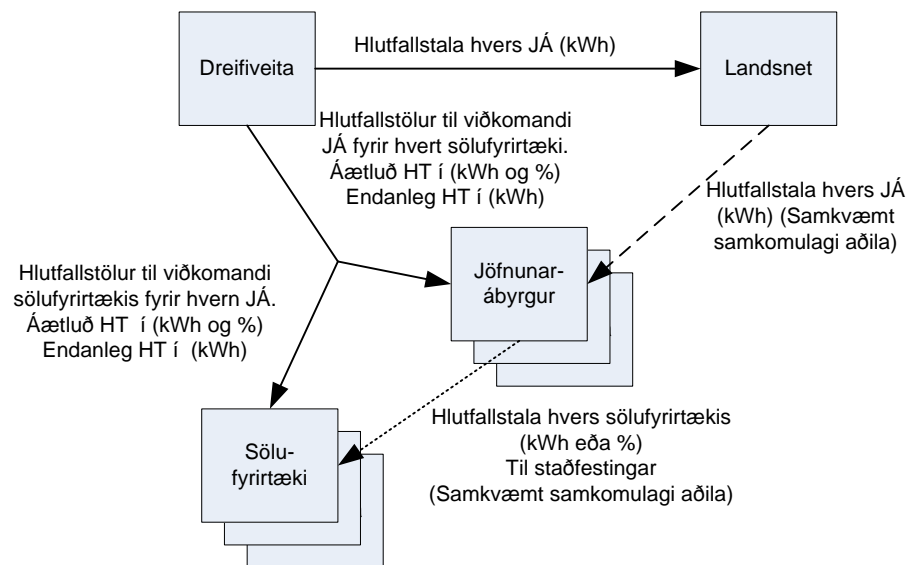 Dreifiveita
Hlutfallstala hvers JÁ (kWh)
Landsnet
Hlutfallstölur til viðkomandi
JÁ fyrir hvert sölufyrirtæki.
Áætluð HT í (kWh og %)
Endanleg HT í (kWh)
Hlutfallstala hvers JÁ
(kWh) (Samkvæmt
samkomulagi aðila)
Jöfnunar-
ábyrgur
Hlutfallstölur til viðkomandi
sölufyrirtækis fyrir hvern JÁ.
Áætluð HT í (kWh og %)
Endanleg HT í (kWh)
Hlutfallstala hvers sölufyrirtækis
(kWh eða %)
Til staðfestingar
(Samkvæmt samkomulagi aðila)
Sölu-
fyrirtæki